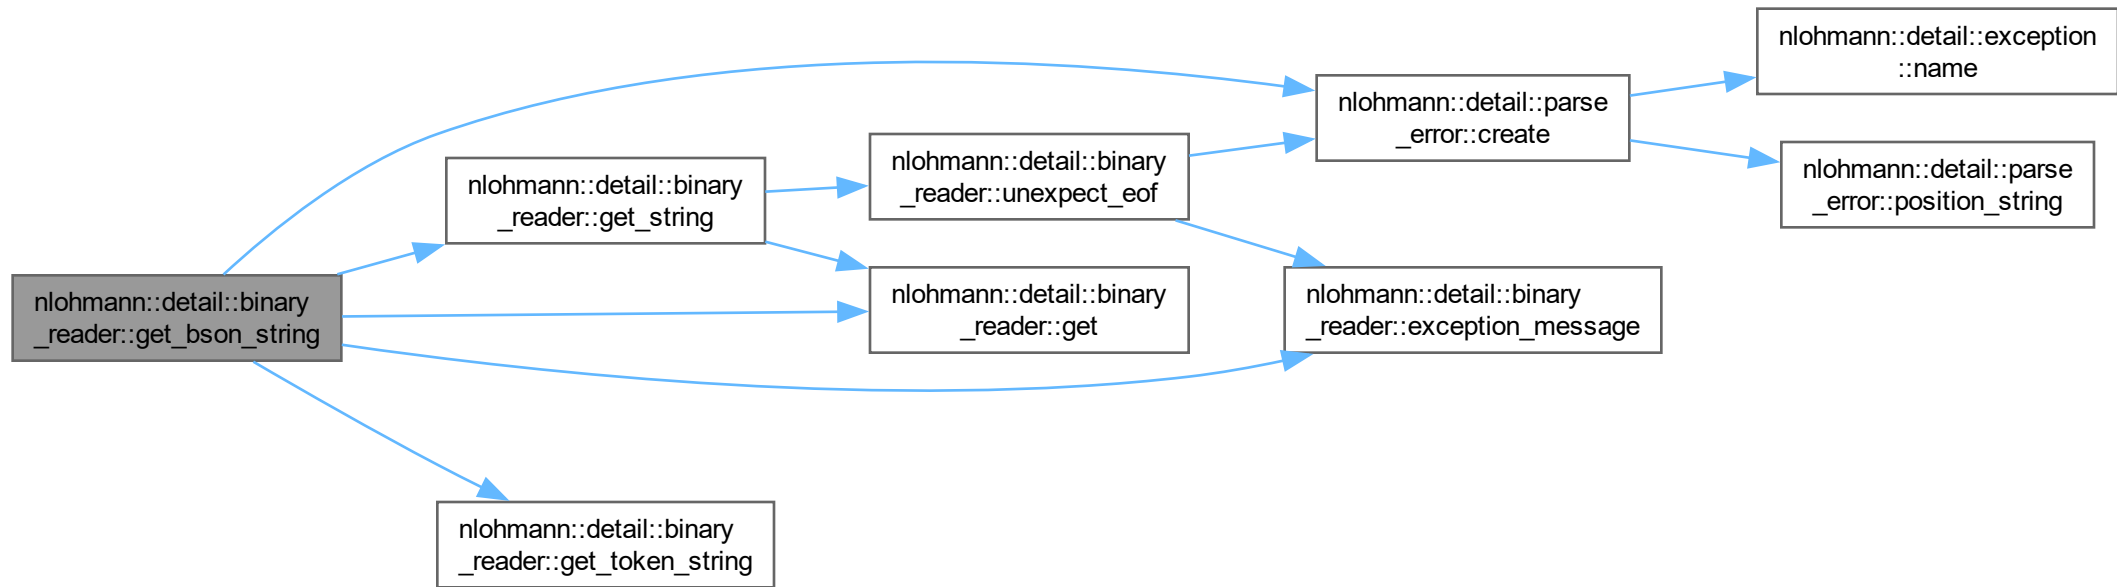 nlohmann::detail::exception
::name
nlohmann::detail::parse
_error::create
nlohmann::detail::binary
_reader::unexpect_eof
nlohmann::detail::parse
_error::position_string
nlohmann::detail::binary
_reader::get_string
nlohmann::detail::binary
_reader::get_bson_string
nlohmann::detail::binary
_reader::get
nlohmann::detail::binary
_reader::exception_message
nlohmann::detail::binary
_reader::get_token_string